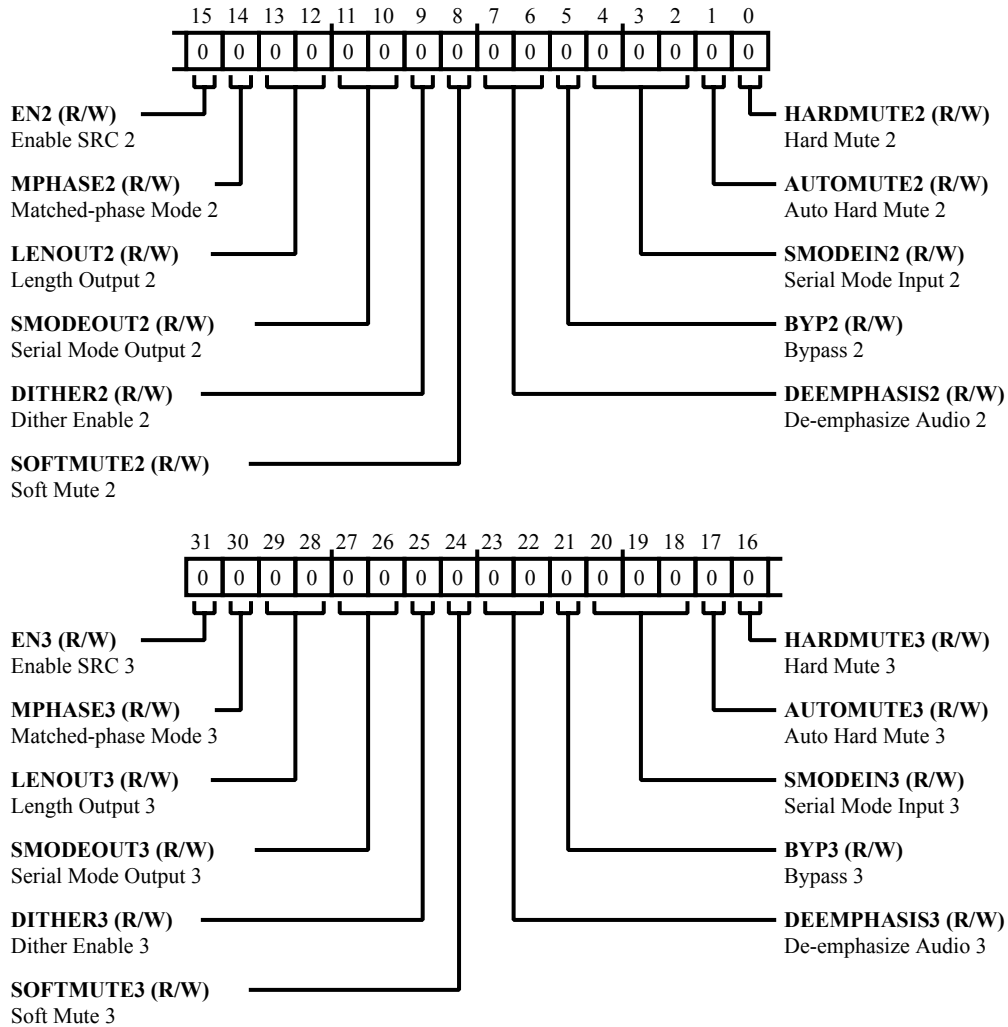 15 14 13 12 11 10 9 8 7 6 5 4 3 2 1 0
0 0 0 0 0 0 0 0 0 0 0 0 0 0 0 0
EN2 (R/W)
Enable SRC 2
MPHASE2 (R/W)
Matched-phase Mode 2
LENOUT2 (R/W)
Length Output 2
SMODEOUT2 (R/W)
Serial Mode Output 2
DITHER2 (R/W)
Dither Enable 2
SOFTMUTE2 (R/W)
Soft Mute 2
HARDMUTE2 (R/W)
Hard Mute 2
AUTOMUTE2 (R/W)
Auto Hard Mute 2
SMODEIN2 (R/W)
Serial Mode Input 2
BYP2 (R/W)
Bypass 2
DEEMPHASIS2 (R/W)
De-emphasize Audio 2
31 30 29 28 27 26 25 24 23 22 21 20 19 18 17 16
0 0 0 0 0 0 0 0 0 0 0 0 0 0 0 0
EN3 (R/W)
Enable SRC 3
MPHASE3 (R/W)
Matched-phase Mode 3
LENOUT3 (R/W)
Length Output 3
SMODEOUT3 (R/W)
Serial Mode Output 3
DITHER3 (R/W)
Dither Enable 3
SOFTMUTE3 (R/W)
Soft Mute 3
HARDMUTE3 (R/W)
Hard Mute 3
AUTOMUTE3 (R/W)
Auto Hard Mute 3
SMODEIN3 (R/W)
Serial Mode Input 3
BYP3 (R/W)
Bypass 3
DEEMPHASIS3 (R/W)
De-emphasize Audio 3